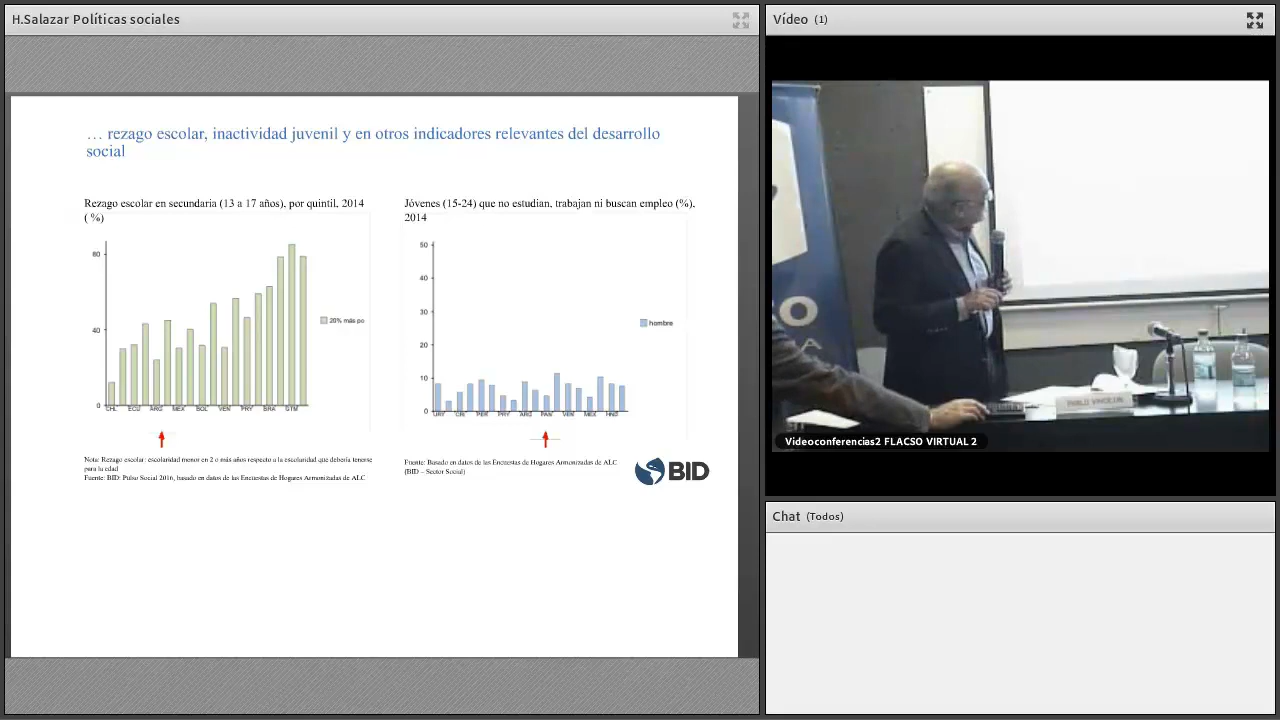 H.Salazar Políticas sociales
… rezago escolar, inactividad juvenil y en otros indicadores relevantes del desarrollo
social
Rezago escolar en secundaria (13 a 17 años), por quintil, 2014
( %)
80
40
0
CHL ECU ARG MEX BOL VEN PRY BRA GTM
20% más po
Nota: Rezago escolar: escolaridad menor en 2 o más años respecto a la escolaridad que debería tenerse
para la edad
Fuente: BID: Pulso Social 2016, basado en datos de las Encuestas de Hogares Armonizadas de ALC
Jóvenes (15-24) que no estudian, trabajan ni buscan empleo (%),
2014
50
40
30
20
10
0
URY CRI PER PRY ARG PAN VEN MEX HND
hombre
Fuente: Basado en datos de las Encuestas de Hogares Armonizadas de ALC
(BID – Sector Social)
BID
Vídeo (1)
O
A
PABLO VINOCUR
Videoconferencias2 FLACSO VIRTUAL 2
Chat (Todos)